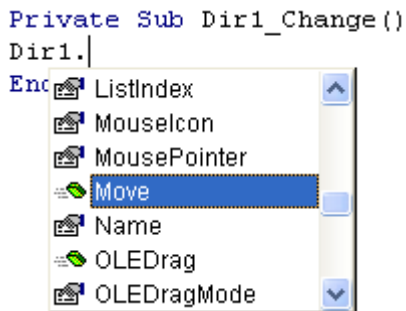 Private Sub Dir1_Change()
Dir1.
End
ListIndex
MouseIcon
MousePointer
Move
Name
OLEDrag
OLEDragMode